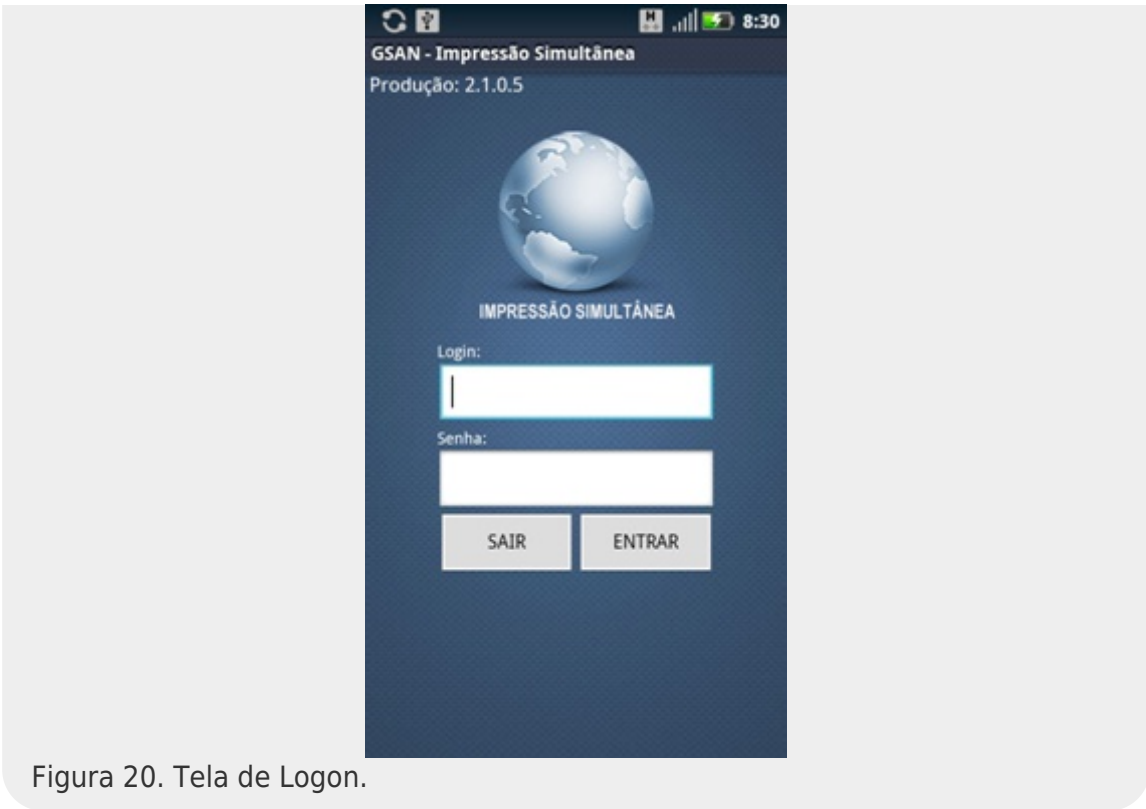 8:30
GSAN - Impressão Simultânea
Produção: 2.1.0.5
IMPRESSÃO SIMULTÂNEA
Login:
Senha:
SAIR ENTRAR
Figura 20. Tela de Logon.